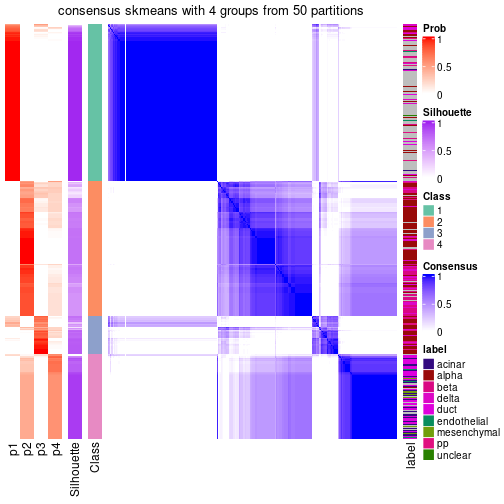 consensus skmeans with 4 groups from 50 partitions
Prob
1
0.5
0
Silhouette
1
0.5
0
Class
1
2
3
4
Consensus
1
0.5
0
label
acinar
alpha
beta
delta
duct
endothelial
mesenchymal
pp
unclear
p1
p2
p3
p4
Silhouette
Class
label